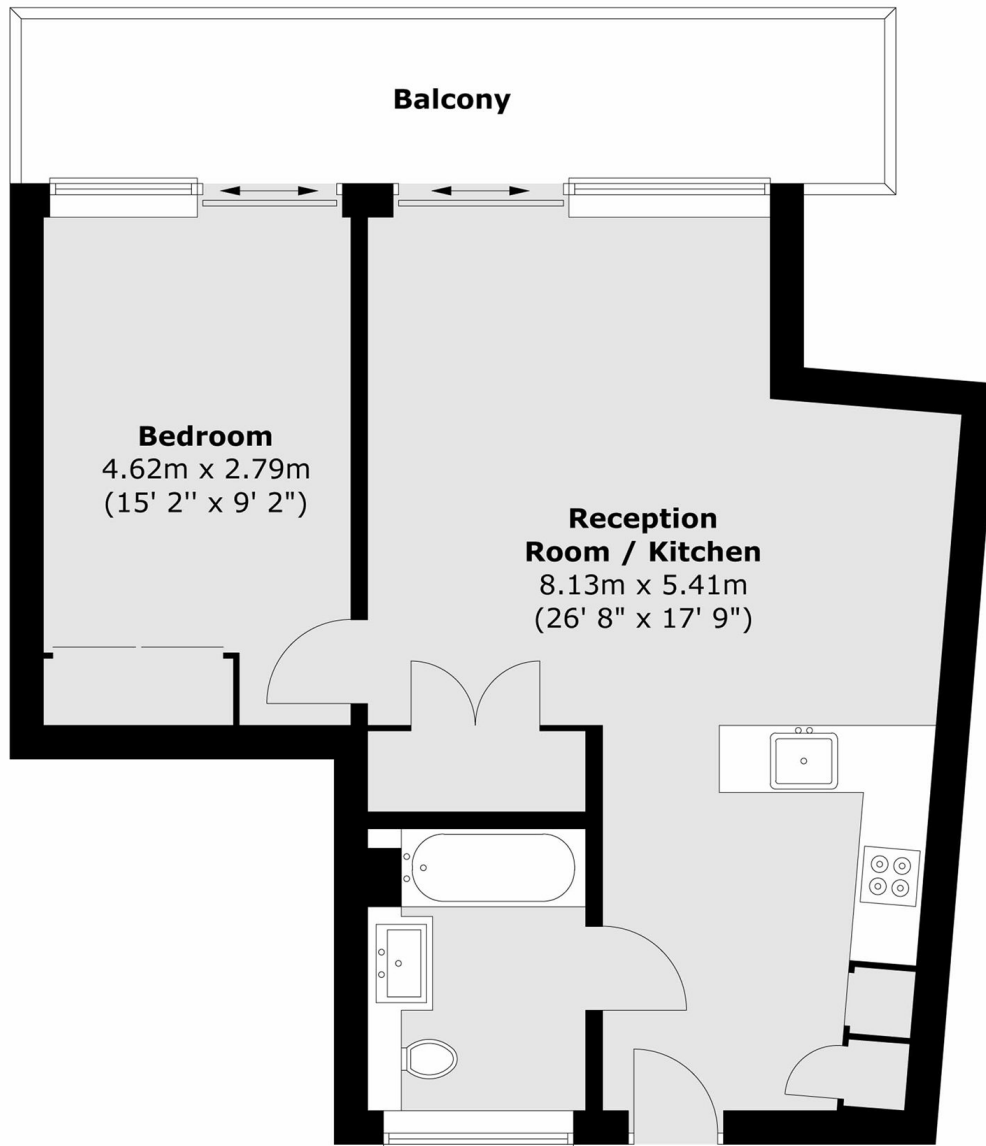 Balcony
Bedroom
4.62m x 2.79m
(15' 2'' x 9' 2")
Reception
Room / Kitchen
8.13m x 5.41m
(26' 8" x 17' 9")